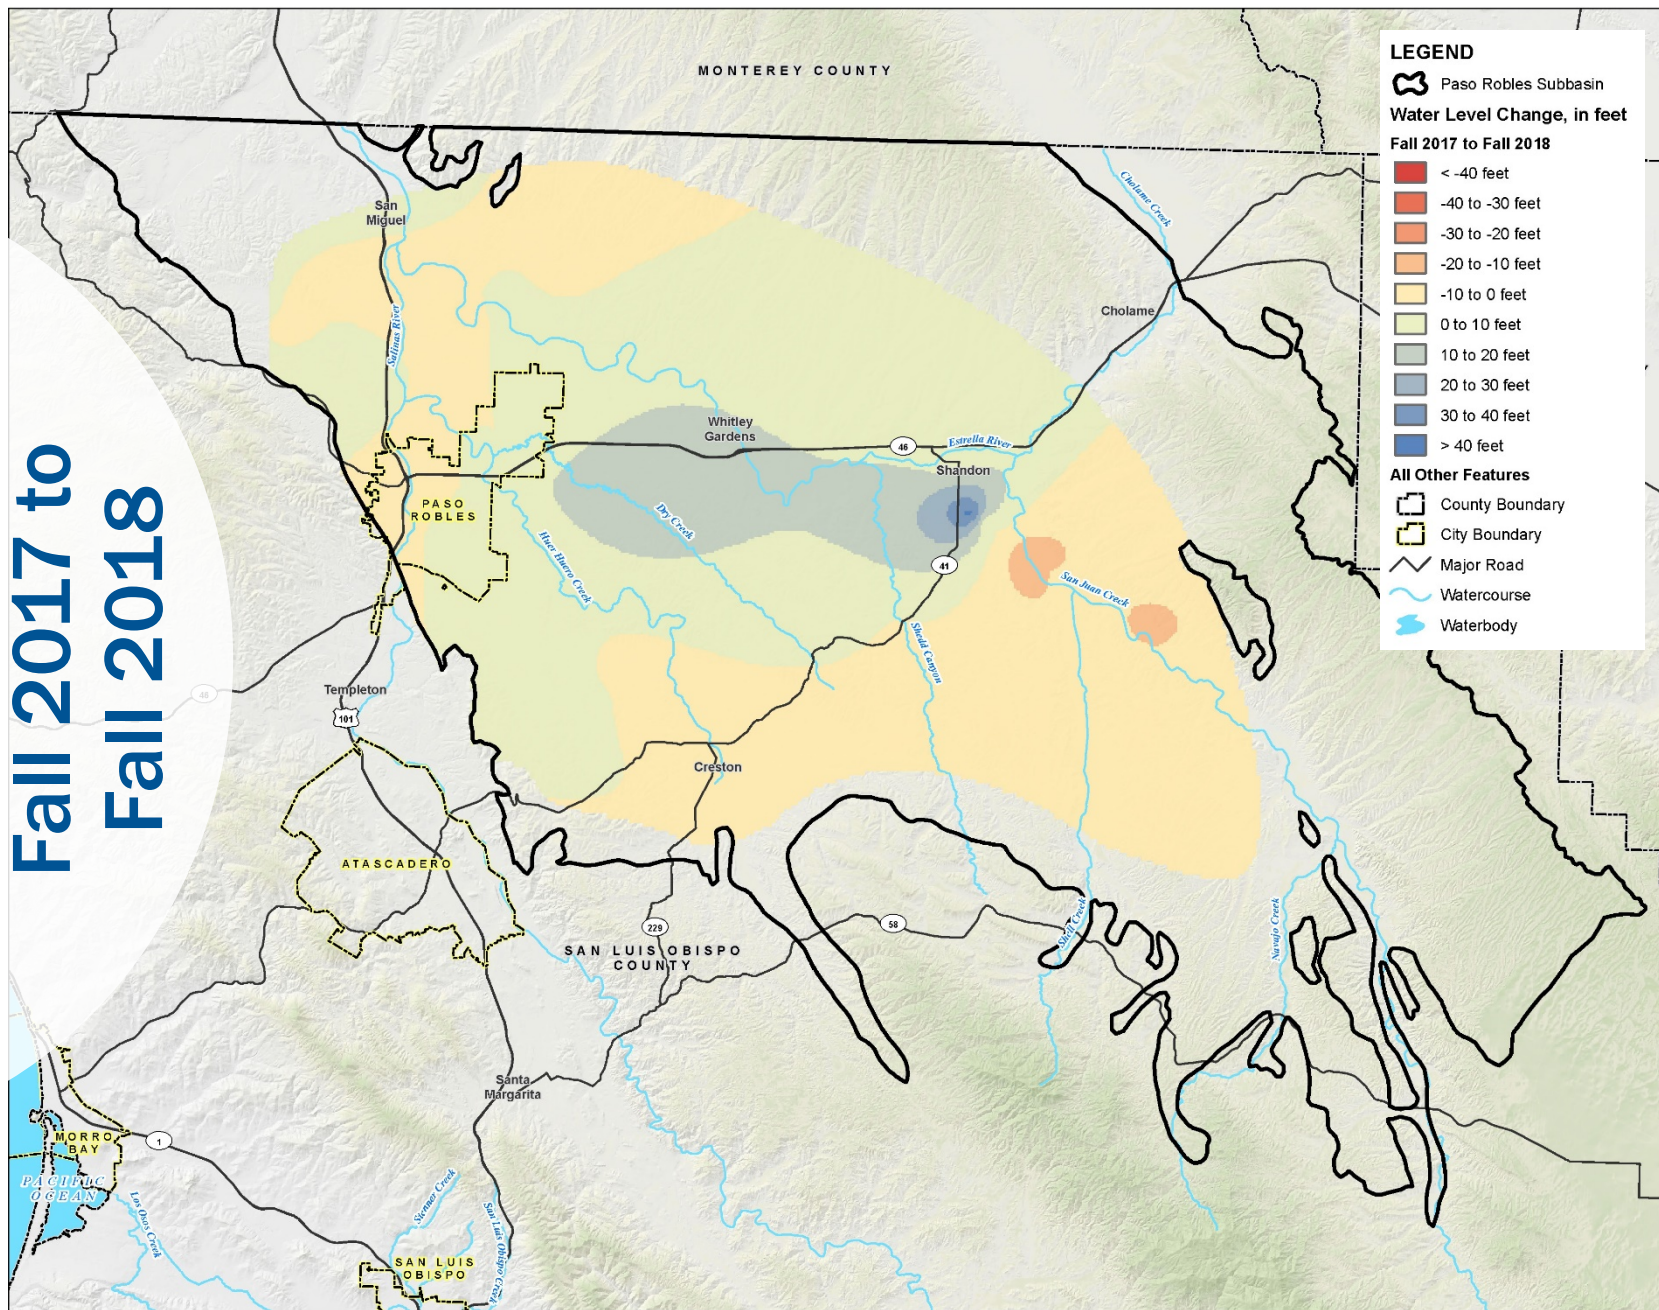 Fall 2017 to
Fall 2018
MONTEREY COUNTY
LEGEND
Paso Robles Subbasin
Water Level Change, in feet
Fall 2017 to Fall 2018
< -40 feet
-40 to -30 feet
-30 to -20 feet
-20 to -10 feet
-10 to 0 feet
0 to 10 feet
10 to 20 feet
20 to 30 feet
30 to 40 feet
> 40 feet
All Other Features
County Boundary
City Boundary
Major Road
Watercourse
Waterbody
San
Miguel
Cholame Creek
Cholame
Salinas River
Whitley
Gardens
46
Estrella River
Shandon
PASO
ROBLES
Dry Creek
Huer Huero Creek
41
San Juan Creek
Shedd Canyon
46
Templeton
101
Creston
ATASCADERO
229
58
Shell Creek
Navajo Creek
SAN LUIS OBISPO
COUNTY
Santa
Margarita
MORRO
BAY
1
PACIFIC
OCEAN
Los Osos Creek
Stenner Creek
San Luis Obispo Creek
SAN LUIS
OBISPO